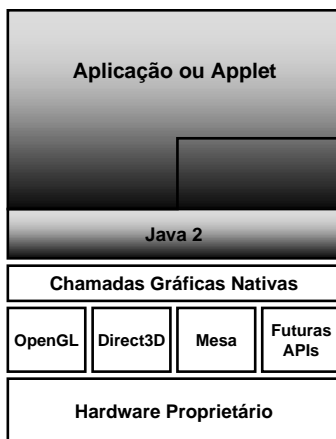 Aplicação ou Applet
Java 2
Chamadas Gráficas Nativas
OpenGL
Direct3D
Mesa
Futuras
APIs
Hardware Proprietário